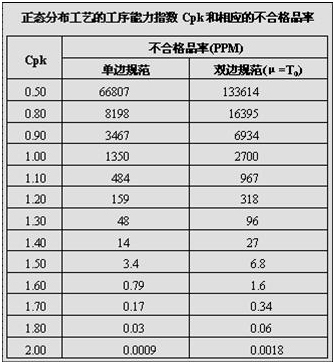 正态分布工艺的工序能力指数 Cpk 和相应的不合格品率
Cpk 不合格品率(PPM)
单边规范 双边规范(μ=T₀)
0.50 66807 133614
0.80 8198 16395
0.90 3467 6934
1.00 1350 2700
1.10 484 967
1.20 159 318
1.30 48 96
1.40 14 27
1.50 3.4 6.8
1.60 0.79 1.6
1.70 0.17 0.34
1.80 0.03 0.06
2.00 0.0009 0.0018